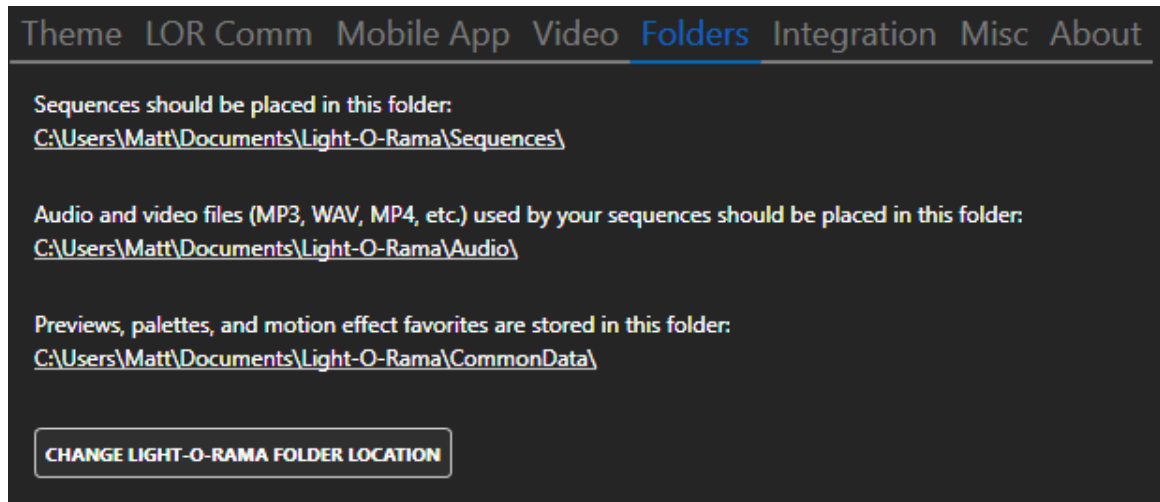 Theme LOR Comm Mobile App Video Folders Integration Misc About
Sequences should be placed in this folder:
C:\Users\Matt\Documents\Light-O-Rama\Sequences\
Audio and video files (MP3, WAV, MP4, etc.) used by your sequences should be placed in this folder:
C:\Users\Matt\Documents\Light-O-Rama\Audio\
Previews, palettes, and motion effect favorites are stored in this folder:
C:\Users\Matt\Documents\Light-O-Rama\CommonData\
CHANGE LIGHT-O-RAMA FOLDER LOCATION